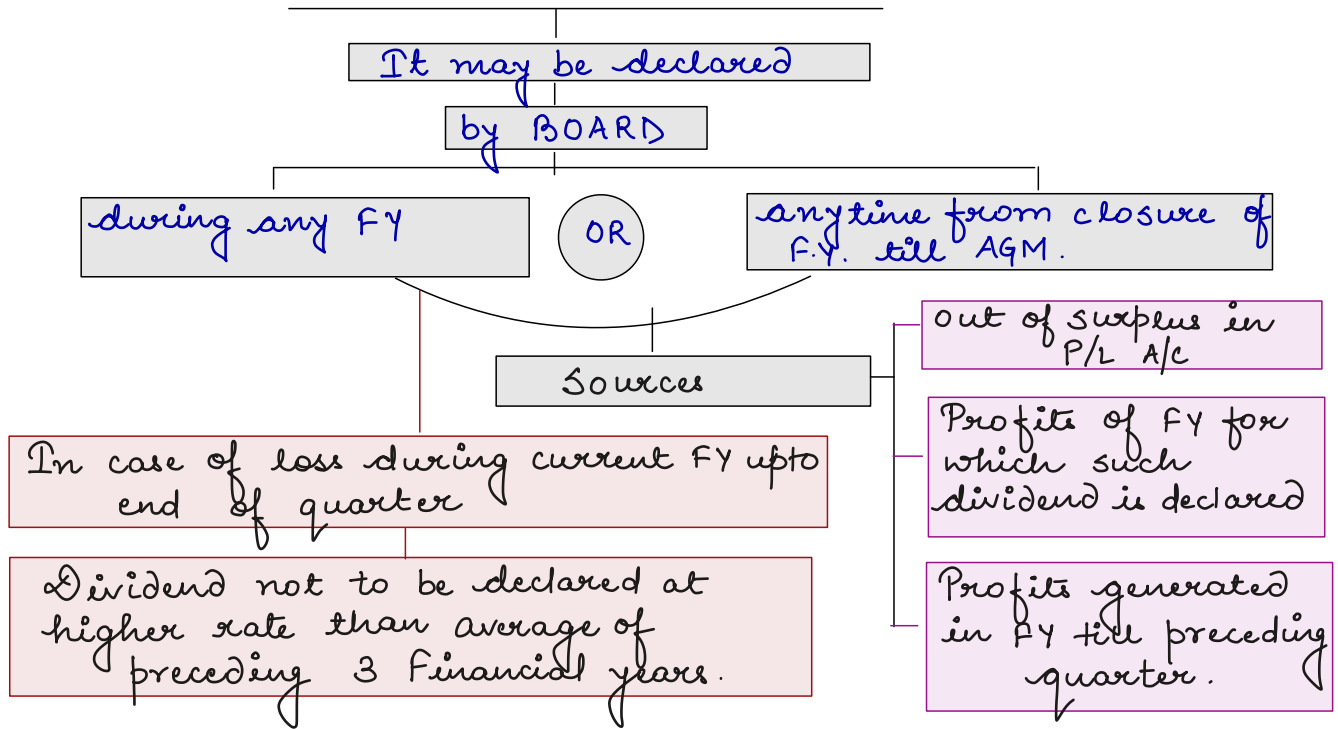 It may be declared
by BOARD
during any FY
OR
anytime from closure of
F.Y. till AGM.
Sources
out of surplus in
P/L A/C
Profits of FY for
which such
dividend is declared
Profits generated
in FY till preceding
quarter.
In case of loss during current FY upto
end of quarter
Dividend not to be declared at
higher rate than average of
preceding 3 Financial years.